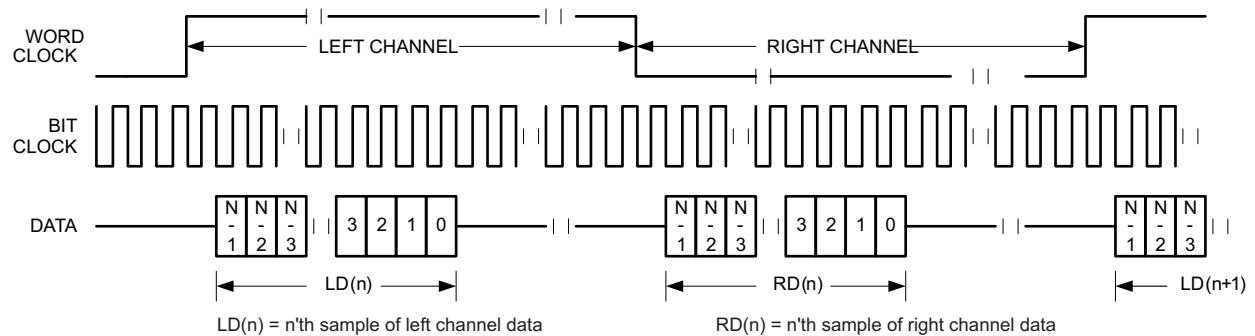 WORD
CLOCK
LEFT CHANNEL
RIGHT CHANNEL
BIT
CLOCK
DATA
N-1 N-2 N-3 3 2 1 0
N-1 N-2 N-3 3 2 1 0
N-1 N-2 N-3
LD(n)
RD(n)
LD(n+1)
LD(n) = n'th sample of left channel data
RD(n) = n'th sample of right channel data